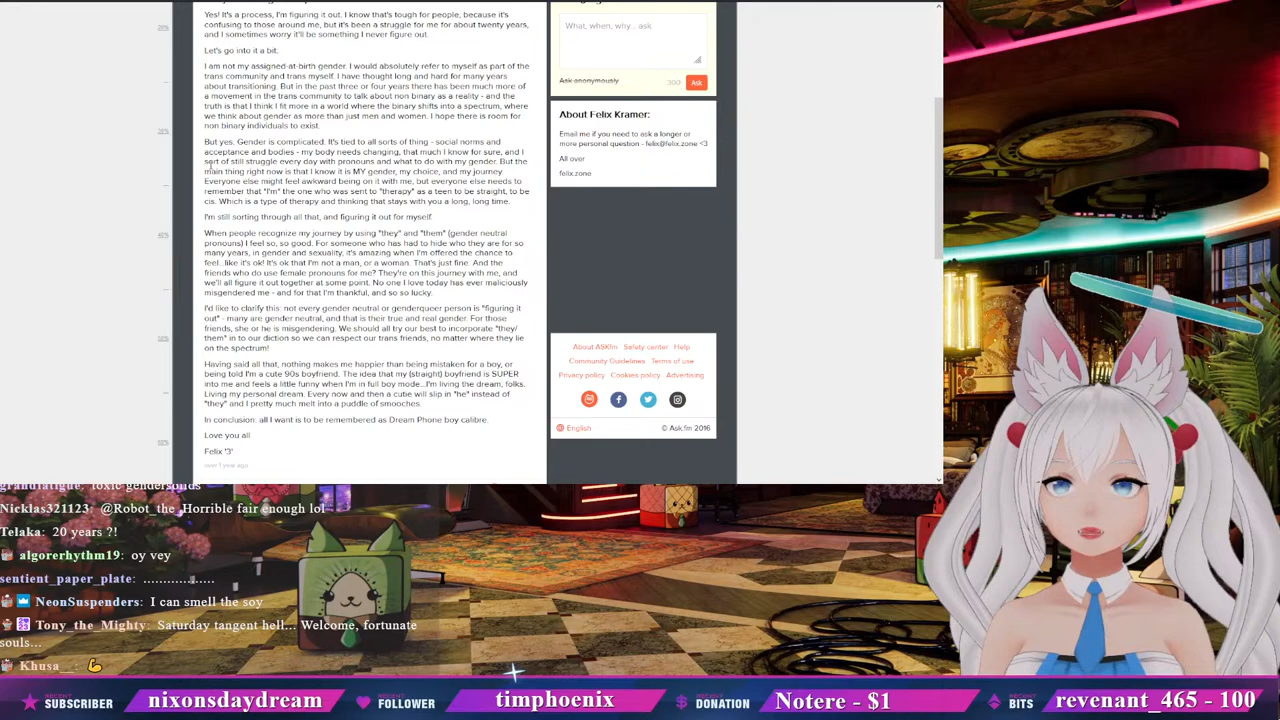 Yes! It's a process, I'm figuring it out. I know that's tough for people, because it's
confusing to those around me, but it's been a struggle for me for about twenty years,
and I sometimes worry it'll be something I never figure out.
Let's go into it a bit:
I am not my assigned-at-birth gender. I would absolutely refer to myself as part of the
trans community and trans myself. I have thought long and hard for many years
about transitioning. But in the past three or four years there has been much more of
a movement in the trans community to talk about non binary as a reality - and the
truth is that I think I fit more in a world where the binary shifts into a spectrum, where
we think about gender as more than just men and women. I hope there is room for
non binary individuals to exist.
But yes. Gender is complicated. It's tied to all sorts of thing - social norms and
acceptance and bodies - my body needs changing, that much I know for sure, and I
sort of still struggle every day with pronouns and what to do with my gender. But the
main thing right now is that I know it is MY gender, my choice, and my journey.
Everyone else might feel awkward being on it with me, but everyone else needs to
remember that "I'm" the one who was sent to "therapy" as a teen to be straight, to be
cis. Which is a type of therapy and thinking that stays with you a long, long time.
I'm still sorting through all that, and figuring it out for myself.
When people recognize my journey by using "they" and "them" (gender neutral
pronouns) I feel so, so good. For someone who has had to hide who they are for so
many years, in gender and sexuality, it's amazing when I'm offered the chance to
feel...like it's ok! It's ok that I'm not a man, or a woman. That's just fine. And the
friends who do use female pronouns for me? They're on this journey with me, and
we'll all figure it out together at some point. No one I love today has ever maliciously
misgendered me - and for that I'm thankful, and so so lucky.
I'd like to clarify this: not every gender neutral or genderqueer person is "figuring it
out" - many are gender neutral, and that is their true and real gender. For those
friends, she or he is misgendering. We should all try our best to incorporate "they/
them" in to our diction so we can respect our trans friends, no matter where they lie
on the spectrum!
Having said all that, nothing makes me happier than being mistaken for a boy, or
being told I'm a cute 90s boyfriend. The idea that my (straight) boyfriend is SUPER
into me and feels a little funny when I'm in full boy mode...I'm living the dream, folks.
Living my personal dream. Every now and then a cutie will slip in "he" instead of
"they" and I pretty much melt into a puddle of smooches.
In conclusion: all I want is to be remembered as Dream Phone boy calibre.
Love you all
Felix '3'
over 1 year ago
What, when, why... ask
Ask anonymously
300
Ask
About Felix Kramer:
Email me if you need to ask a longer or
more personal question - felix@felix.zone <3
All over
felix.zone
About ASKfm Safety center Help
Community Guidelines Terms of use
Privacy policy Cookies policy Advertising
English
© Ask.fm 2016
grandfatigue: toxic gendersolids
Nicklas321123: @Robot_the_Horrible fair enough lol
Telaka: 20 years ?!
algorerhythm19: oy vey
sentient_paper_plate: ..................
NeonSuspenders: I can smell the soy
Tony_the_Mighty: Saturday tangent hell... Welcome, fortunate
souls...
Khusa__:
RECENT SUBSCRIBER nixonsdaydream
RECENT FOLLOWER timphoenix
RECENT DONATION Notere - $1
RECENT BITS revenant_465 - 100